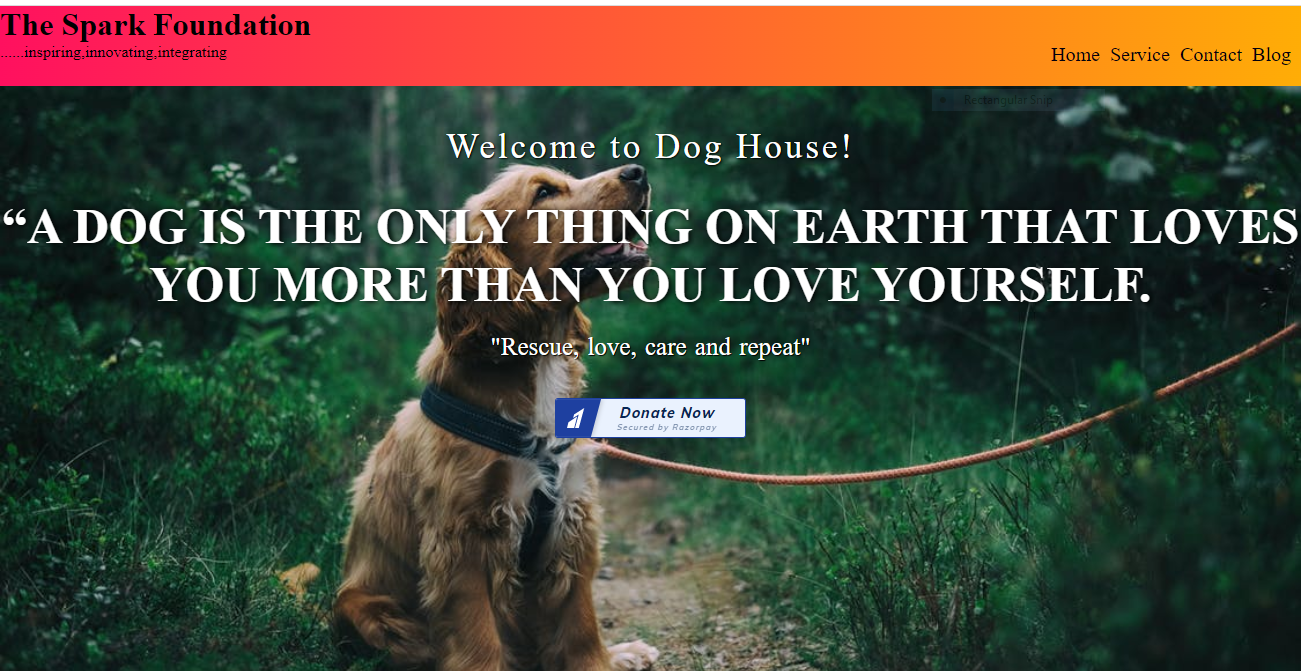 The Spark Foundation
......inspiring,innovating,integrating
Home Service Contact Blog
Rectangular Snip
Welcome to Dog House!
“A DOG IS THE ONLY THING ON EARTH THAT LOVES
YOU MORE THAN YOU LOVE YOURSELF.
"Rescue, love, care and repeat"
Donate Now
Secured by Razorpay